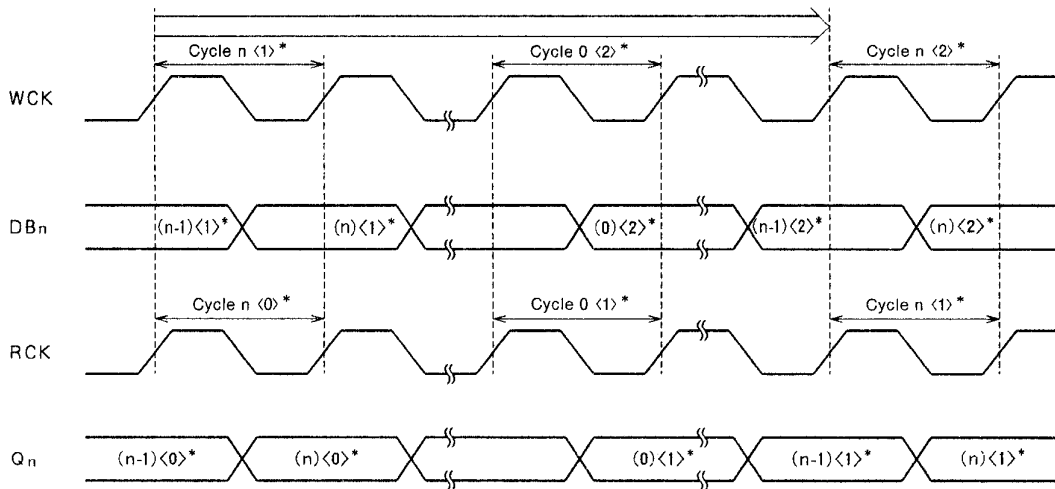 Cycle n ⟨1⟩* Cycle 0 ⟨2⟩* Cycle n ⟨2⟩*
WCK
DBn (n-1)⟨1⟩* (n)⟨1⟩* (0)⟨2⟩* (n-1)⟨2⟩* (n)⟨2⟩*
Cycle n ⟨0⟩* Cycle 0 ⟨1⟩* Cycle n ⟨1⟩*
RCK
Qn (n-1)⟨0⟩* (n)⟨0⟩* (0)⟨1⟩* (n-1)⟨1⟩* (n)⟨1⟩*